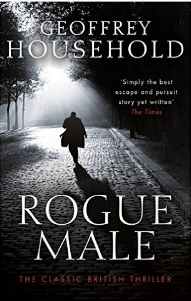 GEOFFREY
HOUSEHOLD
'Simply the best
escape and pursuit
story yet written'
The Times
ROGUE
MALE
THE CLASSIC BRITISH THRILLER